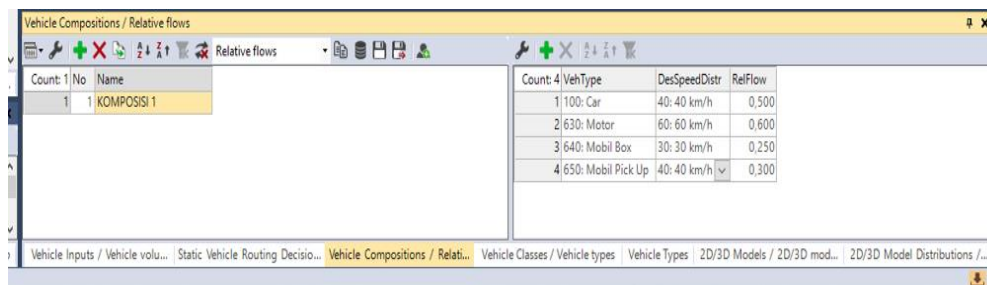 Vehicle Compositions / Relative flows
Relative flows
Count: 1 No Name
1 1 KOMPOSISI 1
Count: 4 VehType DesSpeedDistr RelFlow
1 100: Car 40: 40 km/h 0,500
2 630: Motor 60: 60 km/h 0,600
3 640: Mobil Box 30: 30 km/h 0,250
4 650: Mobil Pick Up 40: 40 km/h 0,300
Vehicle Inputs / Vehicle volu... Static Vehicle Routing Decisio... Vehicle Compositions / Relati... Vehicle Classes / Vehicle types Vehicle Types 2D/3D Models / 2D/3D mod... 2D/3D Model Distributions /...